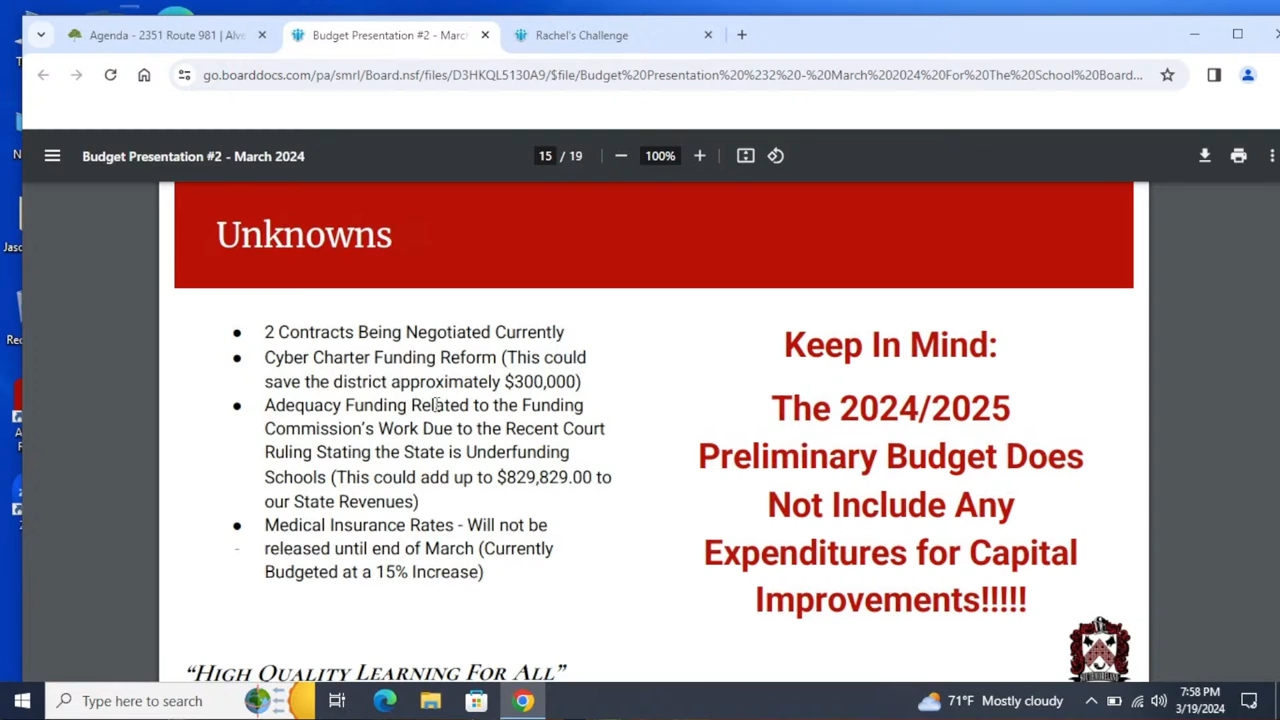 Agenda - 2351 Route 981 | Alve
Budget Presentation #2 - Marc
Rachel's Challenge
go.boarddocs.com/pa/smrl/Board.nsf/files/D3HKQL5130A9/$file/Budget%20Presentation%20%232%20-%20March%202024%20For%20The%20School%20Board...
Budget Presentation #2 - March 2024
15 / 19
100%
Unknowns
● 2 Contracts Being Negotiated Currently
● Cyber Charter Funding Reform (This could
save the district approximately $300,000)
● Adequacy Funding Related to the Funding
Commission's Work Due to the Recent Court
Ruling Stating the State is Underfunding
Schools (This could add up to $829,829.00 to
our State Revenues)
● Medical Insurance Rates - Will not be
- released until end of March (Currently
Budgeted at a 15% Increase)
Keep In Mind:
The 2024/2025
Preliminary Budget Does
Not Include Any
Expenditures for Capital
Improvements!!!!!
“High Quality Learning For All”
Jasc
Rec
Type here to search
71°F Mostly cloudy
7:58 PM
3/19/2024